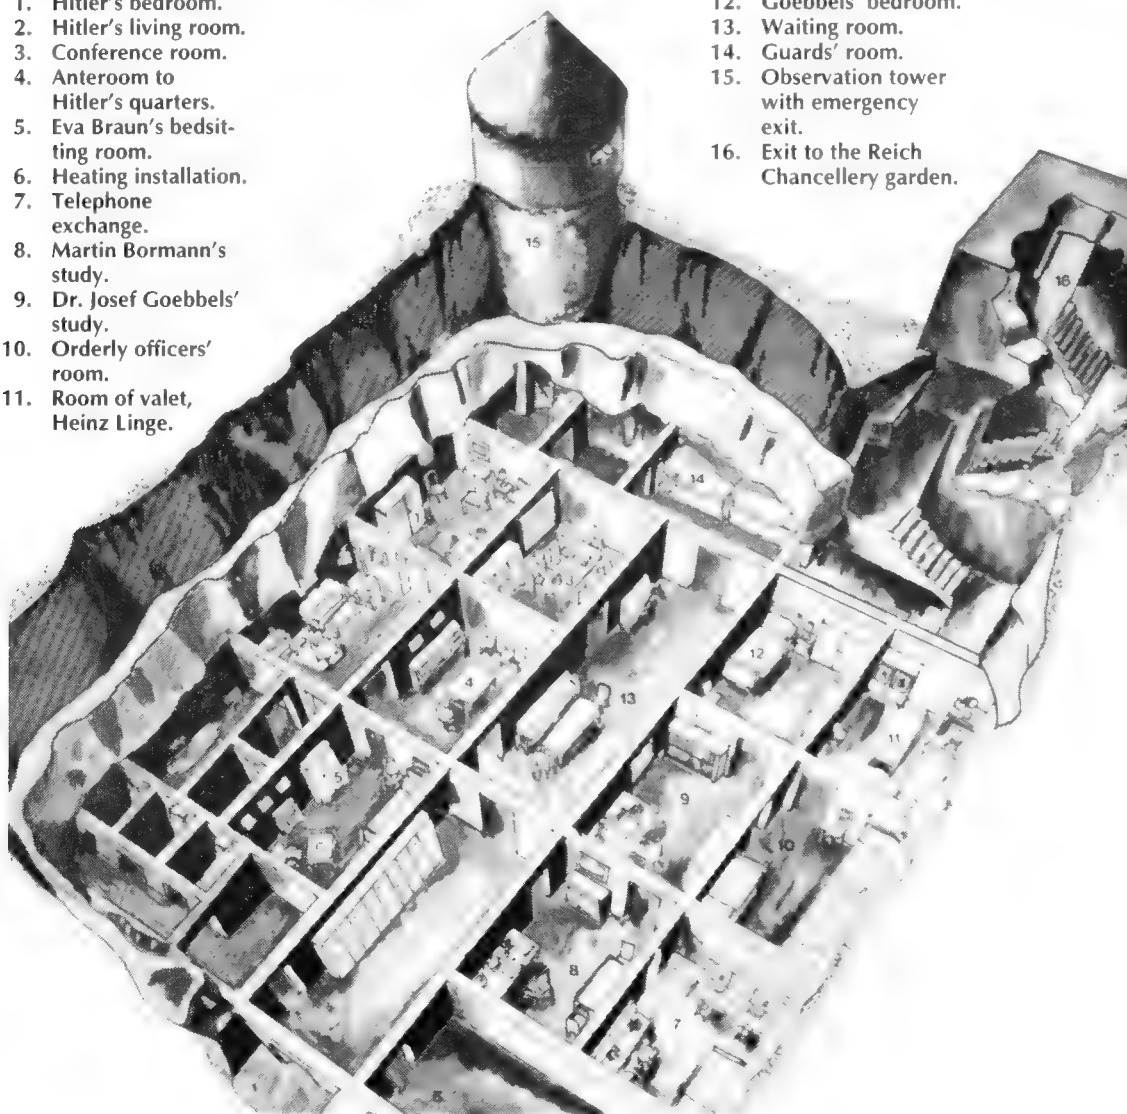 1. Hitler's bedroom.
2. Hitler's living room.
3. Conference room.
4. Anteroom to
Hitler's quarters.
5. Eva Braun's bedsit-
ting room.
6. Heating installation.
7. Telephone
exchange.
8. Martin Bormann's
study.
9. Dr. Josef Goebbels'
study.
10. Orderly officers'
room.
11. Room of valet,
Heinz Linge.
12. Goebbels' bedroom.
13. Waiting room.
14. Guards' room.
15. Observation tower
with emergency
exit.
16. Exit to the Reich
Chancellery garden.
15
16
14
3
12
4
13
11
5
9
10
8
7
6